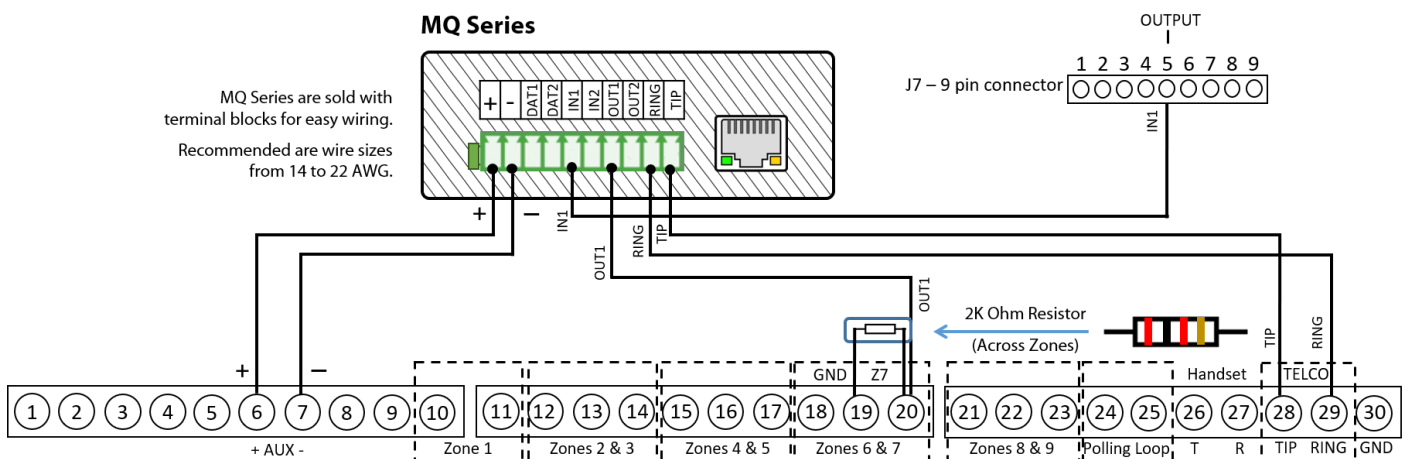 MQ Series
OUTPUT
1 2 3 4 5 6 7 8 9
J7 – 9 pin connector
IN1
MQ Series are sold with
terminal blocks for easy wiring.
Recommended are wire sizes
from 14 to 22 AWG.
+ - DAT1 DAT2 IN1 IN2 OUT1 OUT2 RING TIP
+ – IN1 OUT1 RING TIP
OUT1
2K Ohm Resistor
(Across Zones)
TIP RING
+ –
GND Z7
Handset
TELCO
1 2 3 4 5 6 7 8 9 10 11 12 13 14 15 16 17 18 19 20 21 22 23 24 25 26 27 28 29 30
+ AUX - Zone 1 Zones 2 & 3 Zones 4 & 5 Zones 6 & 7 Zones 8 & 9 Polling Loop T R TIP RING GND